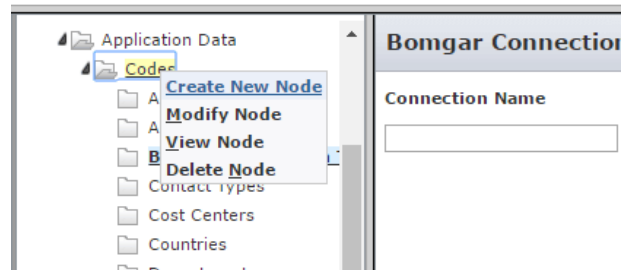 Application Data
Codes
Create New Node
Modify Node
View Node
Delete Node
Contact Types
Cost Centers
Countries
Bomgar Connection
Connection Name